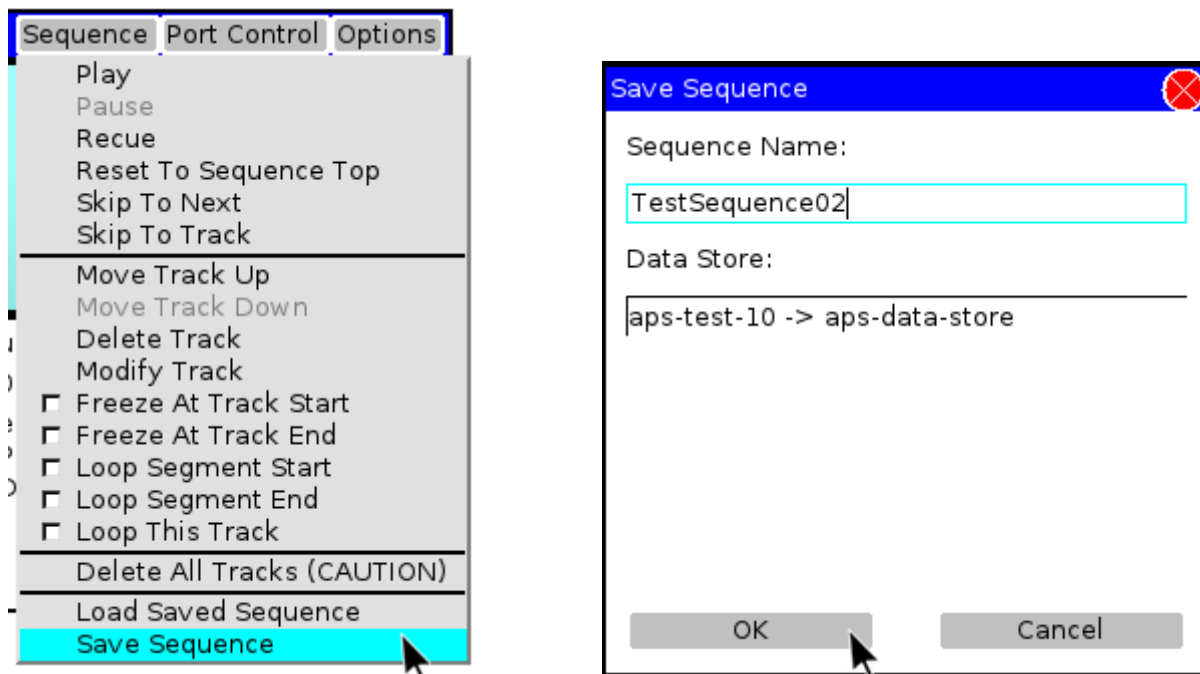 Sequence Port Control Options
Play
Pause
Recue
Reset To Sequence Top
Skip To Next
Skip To Track
Move Track Up
Move Track Down
Delete Track
Modify Track
Freeze At Track Start
Freeze At Track End
Loop Segment Start
Loop Segment End
Loop This Track
Delete All Tracks (CAUTION)
Load Saved Sequence
Save Sequence
Save Sequence
Sequence Name:
TestSequence02
Data Store:
aps-test-10 -> aps-data-store
OK Cancel